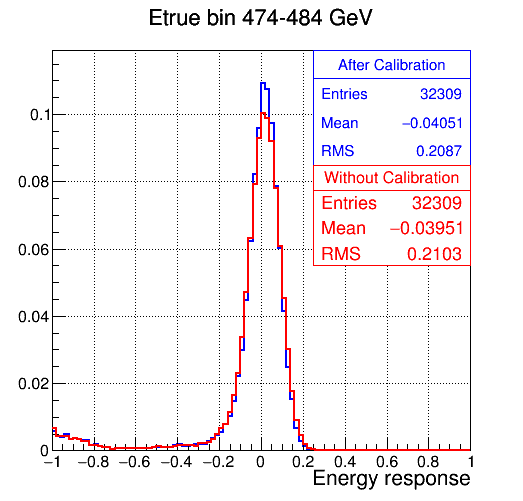 Etrue bin 474-484 GeV
After Calibration
Entries 32309
Mean −0.04051
RMS 0.2087
Without Calibration
Entries 32309
Mean −0.03951
RMS 0.2103
0.1
0.08
0.06
0.04
0.02
0
−1 −0.8 −0.6 −0.4 −0.2 0 0.2 0.4 0.6 0.8 1
Energy response